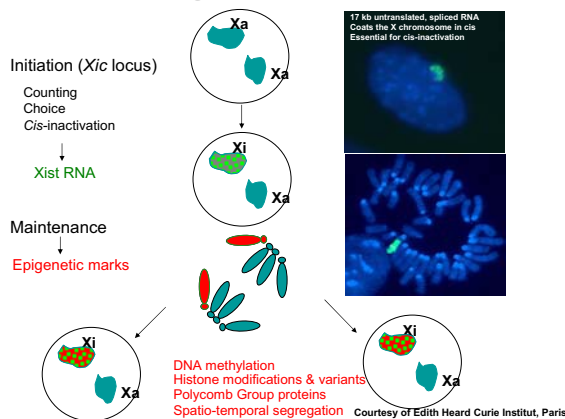 Xa
Xa
17 kb untranslated, spliced RNA
Coats the X chromosome in cis
Essential for cis-inactivation
Initiation (Xic locus)
Counting
Choice
Cis-inactivation
Xist RNA
Xi
Xa
Maintenance
Epigenetic marks
Xi
Xa
DNA methylation
Histone modifications & variants
Polycomb Group proteins
Spatio-temporal segregation
Xi
Xa
Courtesy of Edith Heard Curie Institut, Paris